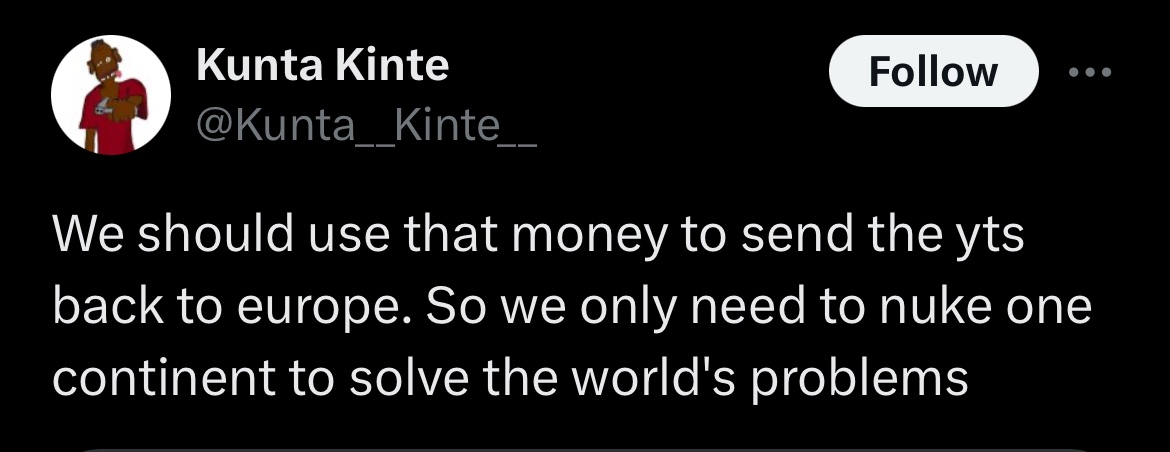 Kunta Kinte
Follow
@Kunta__Kinte__
We should use that money to send the yts
back to europe. So we only need to nuke one
continent to solve the world's problems